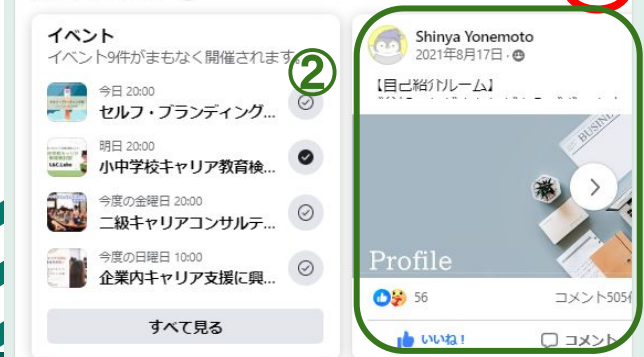 イベント
イベント9件がまもなく開催されます。
②
今日 20:00
セルフ・ブランディング...
明日 20:00
小中学校キャリア教育検...
今度の金曜日 20:00
二級キャリアコンサルテ...
今度の日曜日 10:00
企業内キャリア支援に興...
すべて見る
Shinya Yonemoto
2021年8月17日
【自己紹介ルーム】
BUSIN
Profile
56
コメント505件
いいね！
コメント